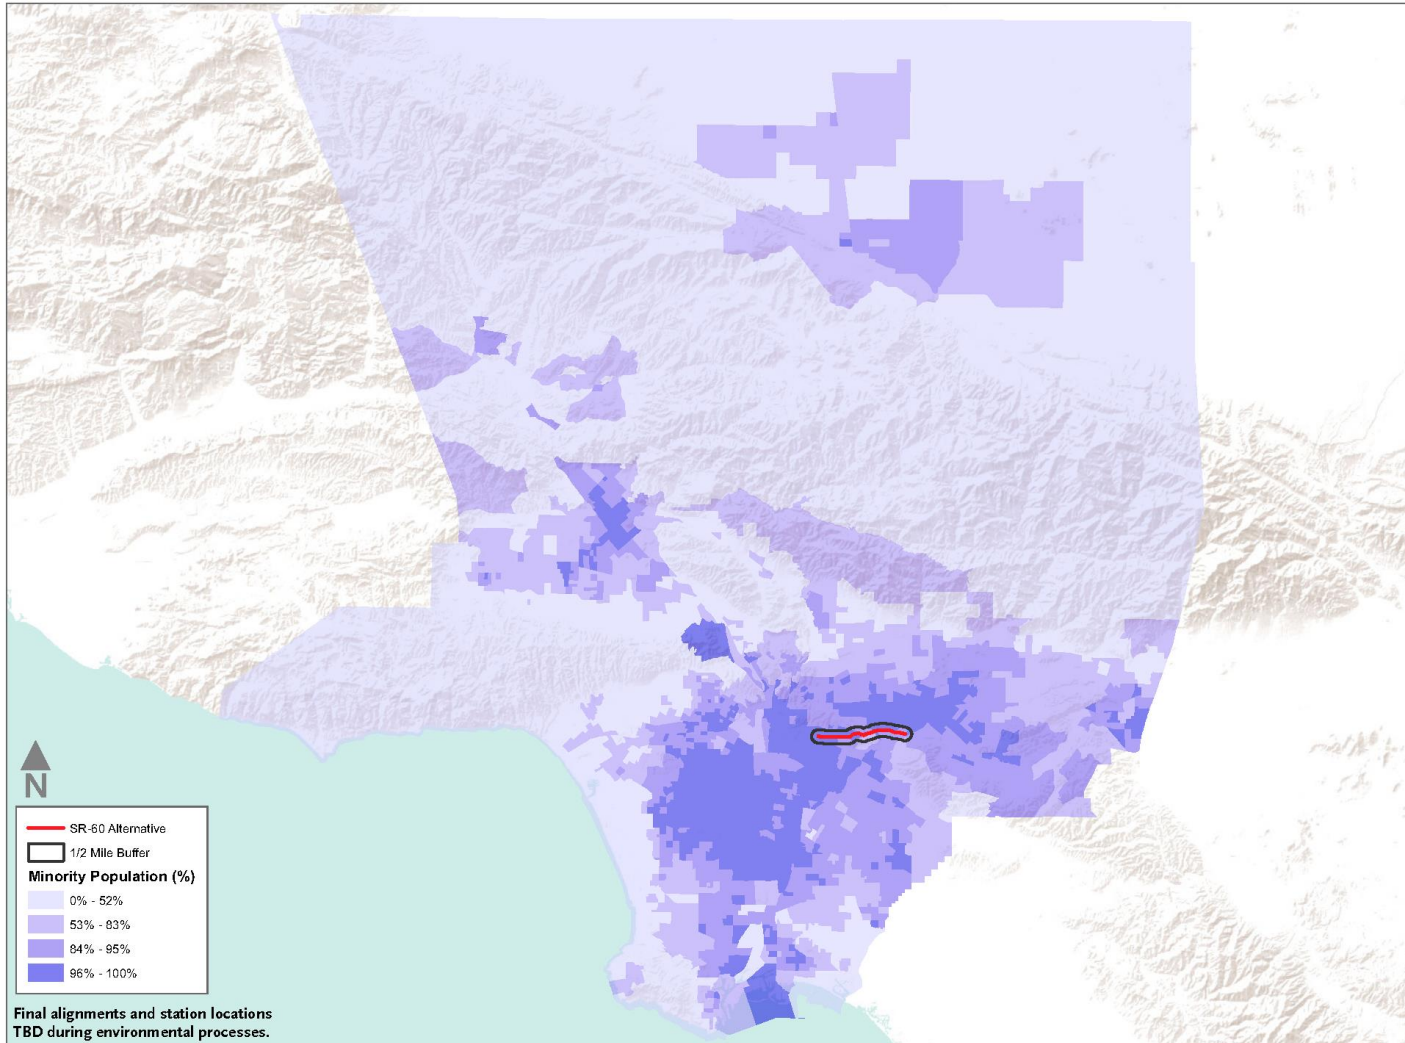 N
SR-60 Alternative
1/2 Mile Buffer
Minority Population (%)
0% - 52%
53% - 83%
84% - 95%
96% - 100%
Final alignments and station locations
TBD during environmental processes.